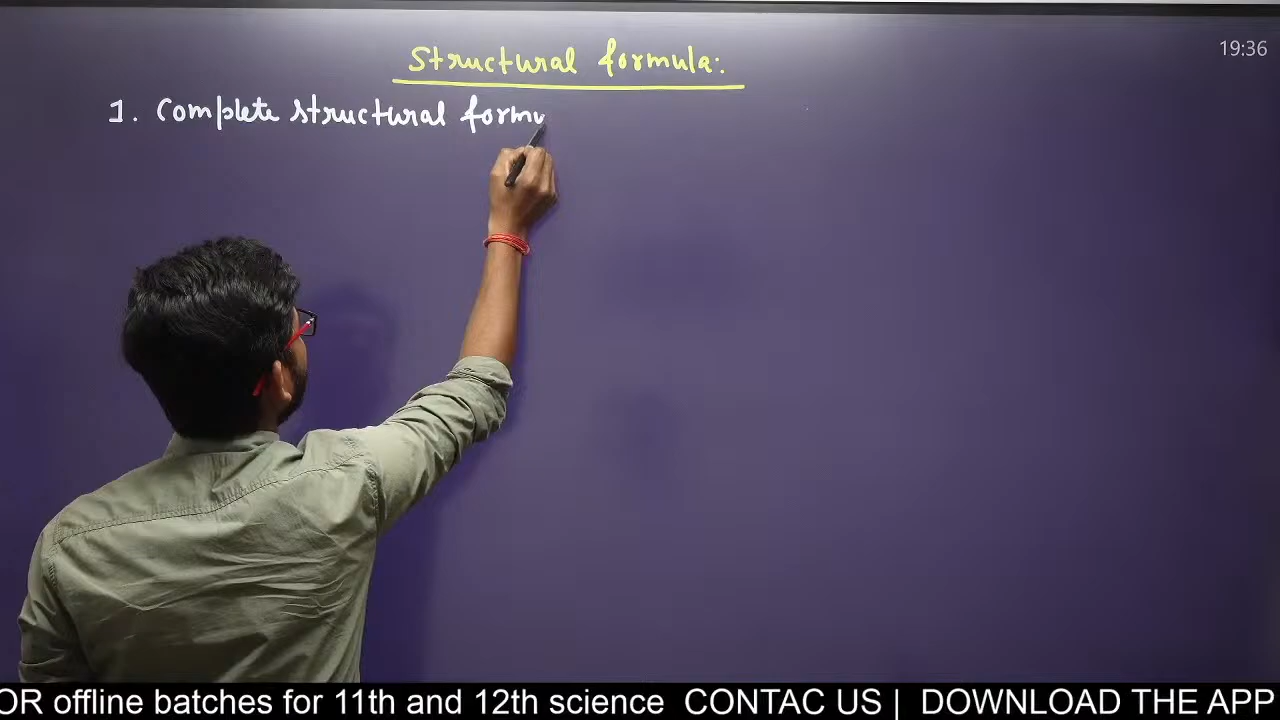 19:36
Structural formula:
1. Complete structural formu
OR offline batches for 11th and 12th science CONTAC US | DOWNLOAD THE APP